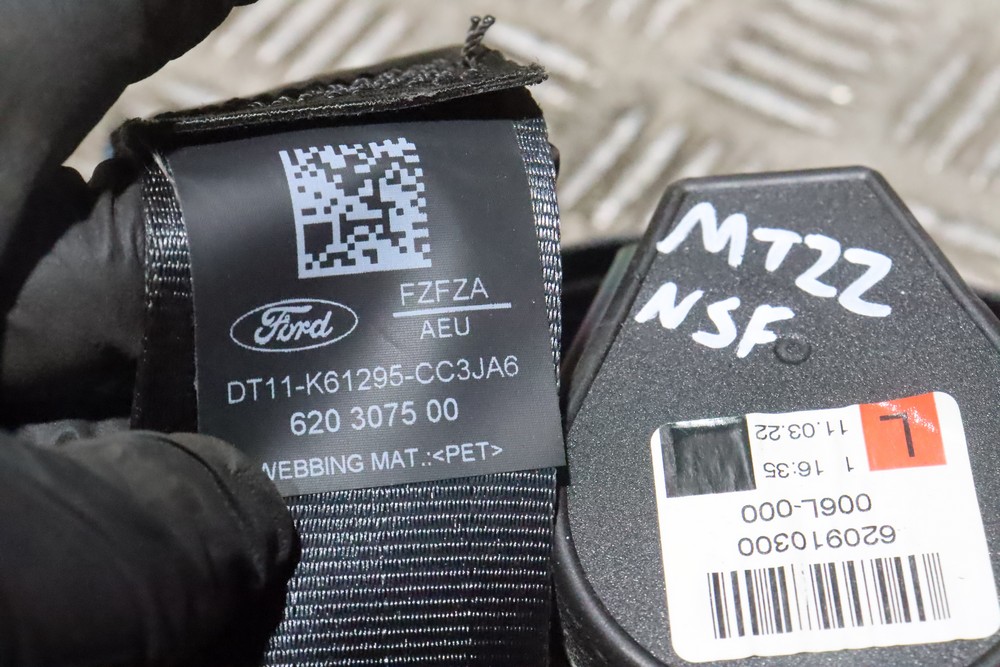 FZFZA
AEU
Ford
DT11-K61295-CC3JA6
620 3075 00
WEBBING MAT.:<PET>
MT22
NSF
L
11.03.22
1 16:35
006L-000
620910300